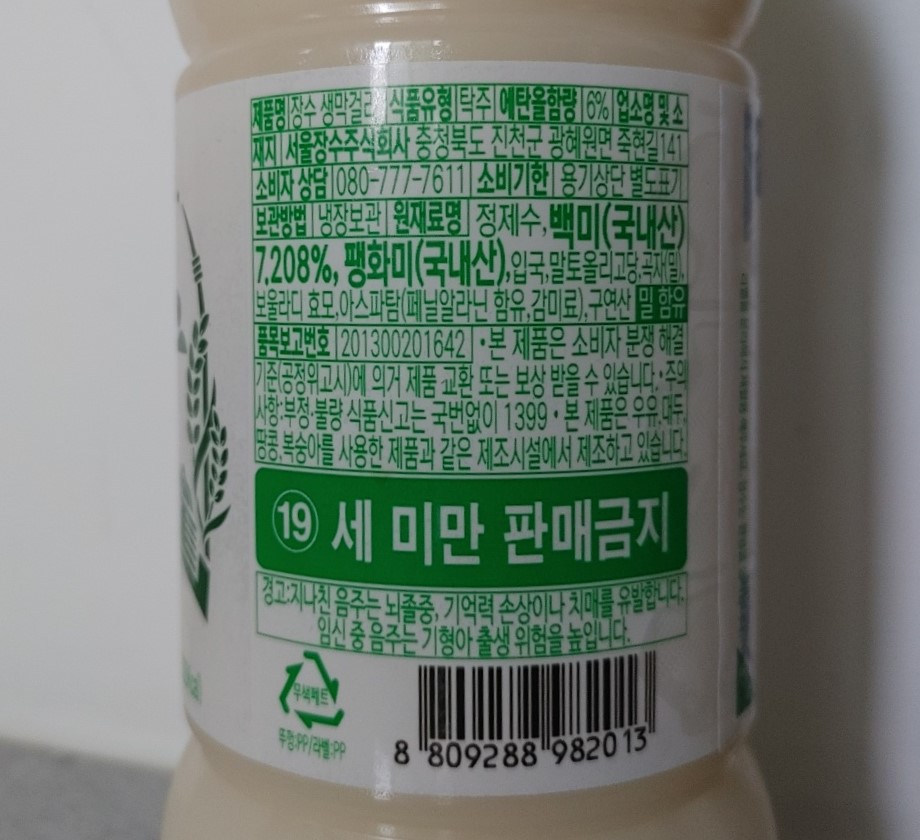 제품명 장수 생막걸리 식품유형 탁주 에탄올함량 6% 업소명 및 소
재지 서울장수주식회사 충청북도 진천군 광혜원면 죽현길 141
소비자 상담 080-777-7611 소비기한 용기상단 별도표기
보관방법 냉장보관 원재료명 정제수, 백미(국내산)
7.208%, 팽화미(국내산), 입국, 말토올리고당, 곡자(밀),
보울라디 효모, 아스파탐(페닐알라닌 함유, 감미료), 구연산 밀 함유
품목보고번호 201300201642 •본 제품은 소비자 분쟁 해결
기준(공정위고시)에 의거 제품 교환 또는 보상 받을 수 있습니다. •주의
사항:부정·불량 식품신고는 국번없이 1399 • 본 제품은 우유, 대두,
땅콩, 복숭아를 사용한 제품과 같은 제조시설에서 제조하고 있습니다.
19 세 미만 판매금지
경고:지나친 음주는 뇌졸중, 기억력 손상이나 치매를 유발합니다.
임신 중 음주는 기형아 출생 위험을 높입니다.
무색페트
뚜껑:PP/라벨:PP
8 809288 982013